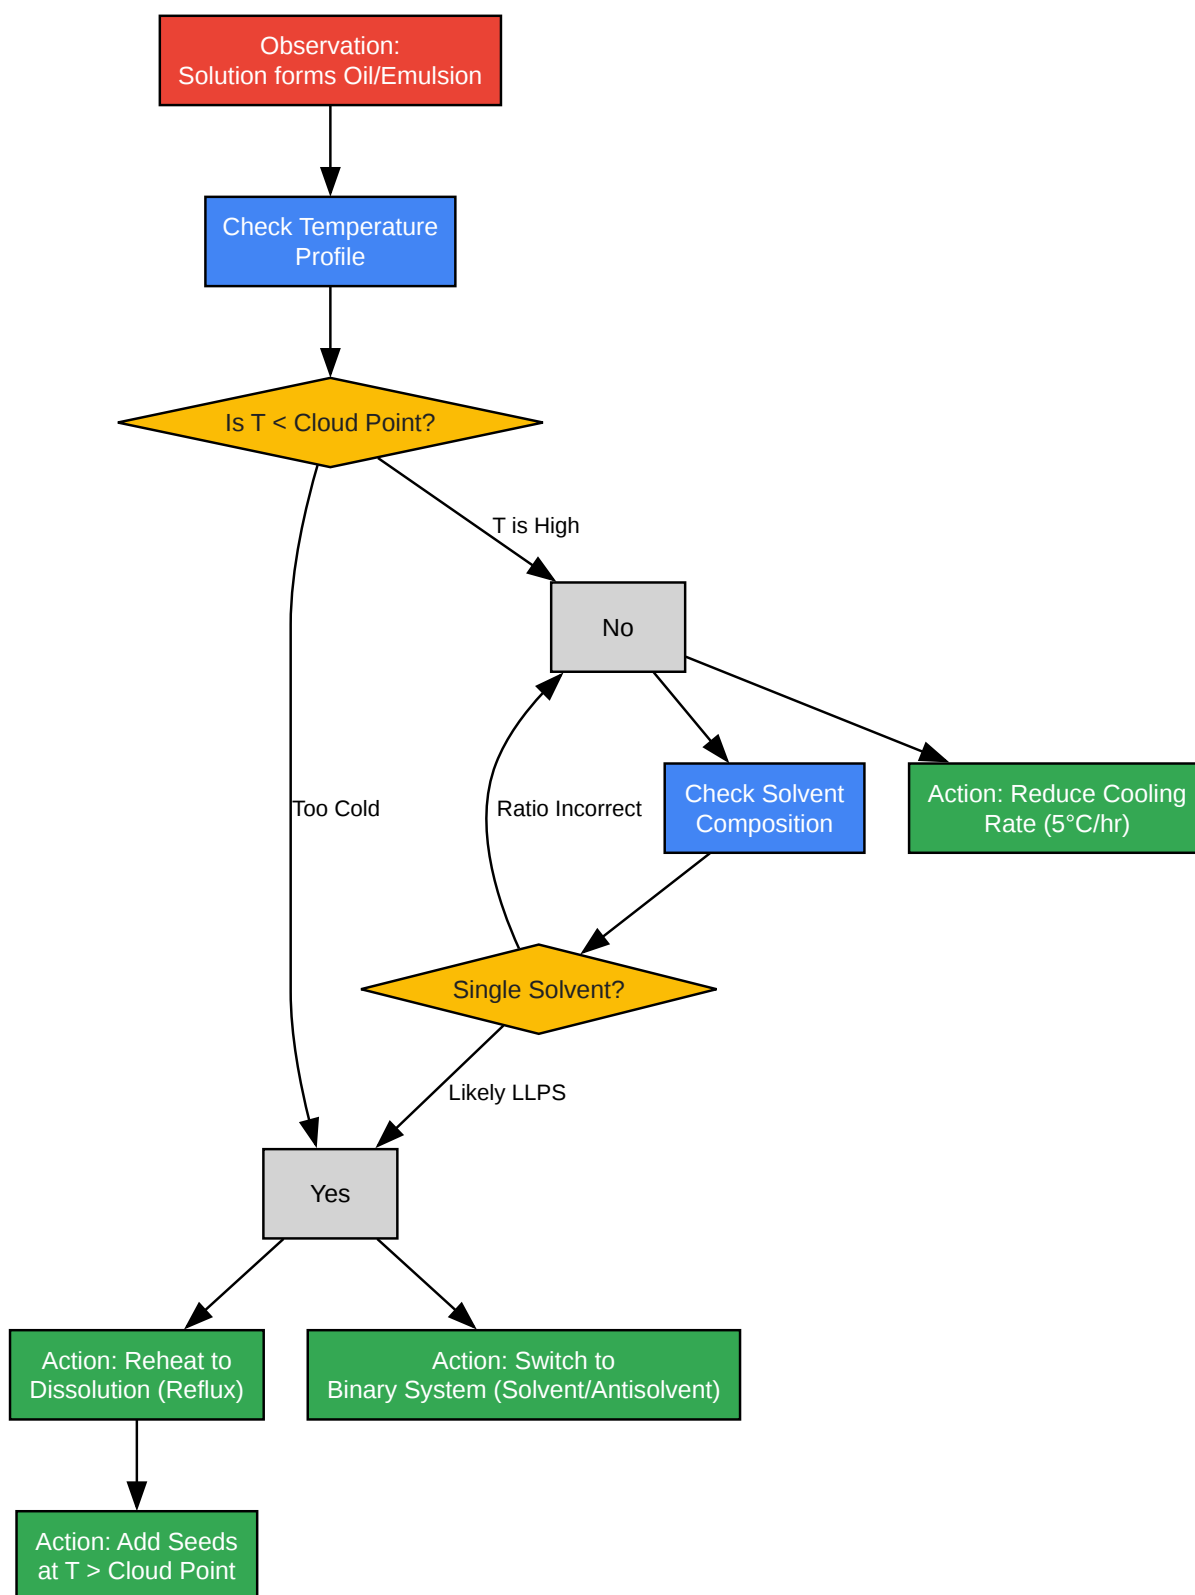 Observation:
Solution forms Oil/Emulsion
Check Temperature
Profile
Is T < Cloud Point?
T is High
No
Too Cold
Ratio Incorrect
Check Solvent
Composition
Action: Reduce Cooling
Rate (5°C/hr)
Single Solvent?
Likely LLPS
Yes
Action: Reheat to
Dissolution (Reflux)
Action: Switch to
Binary System (Solvent/Antisolvent)
Action: Add Seeds
at T > Cloud Point